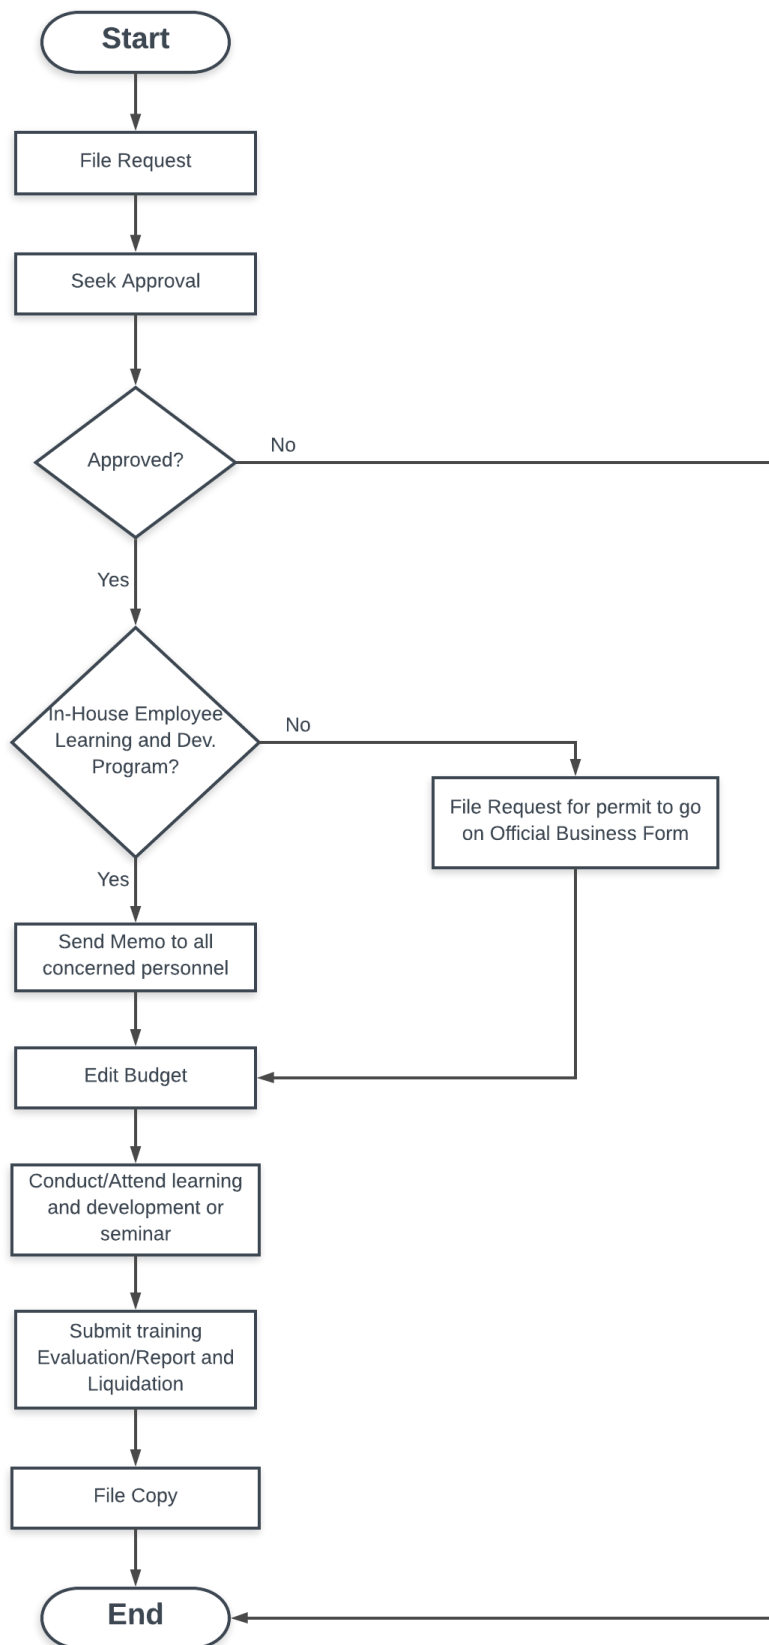 Start
File Request
Seek Approval
Approved?
No
Yes
In-House Employee
Learning and Dev.
Program?
No
File Request for permit to go
on Official Business Form
Yes
Send Memo to all
concerned personnel
Edit Budget
Conduct/Attend learning
and development or
seminar
Submit training
Evaluation/Report and
Liquidation
File Copy
End